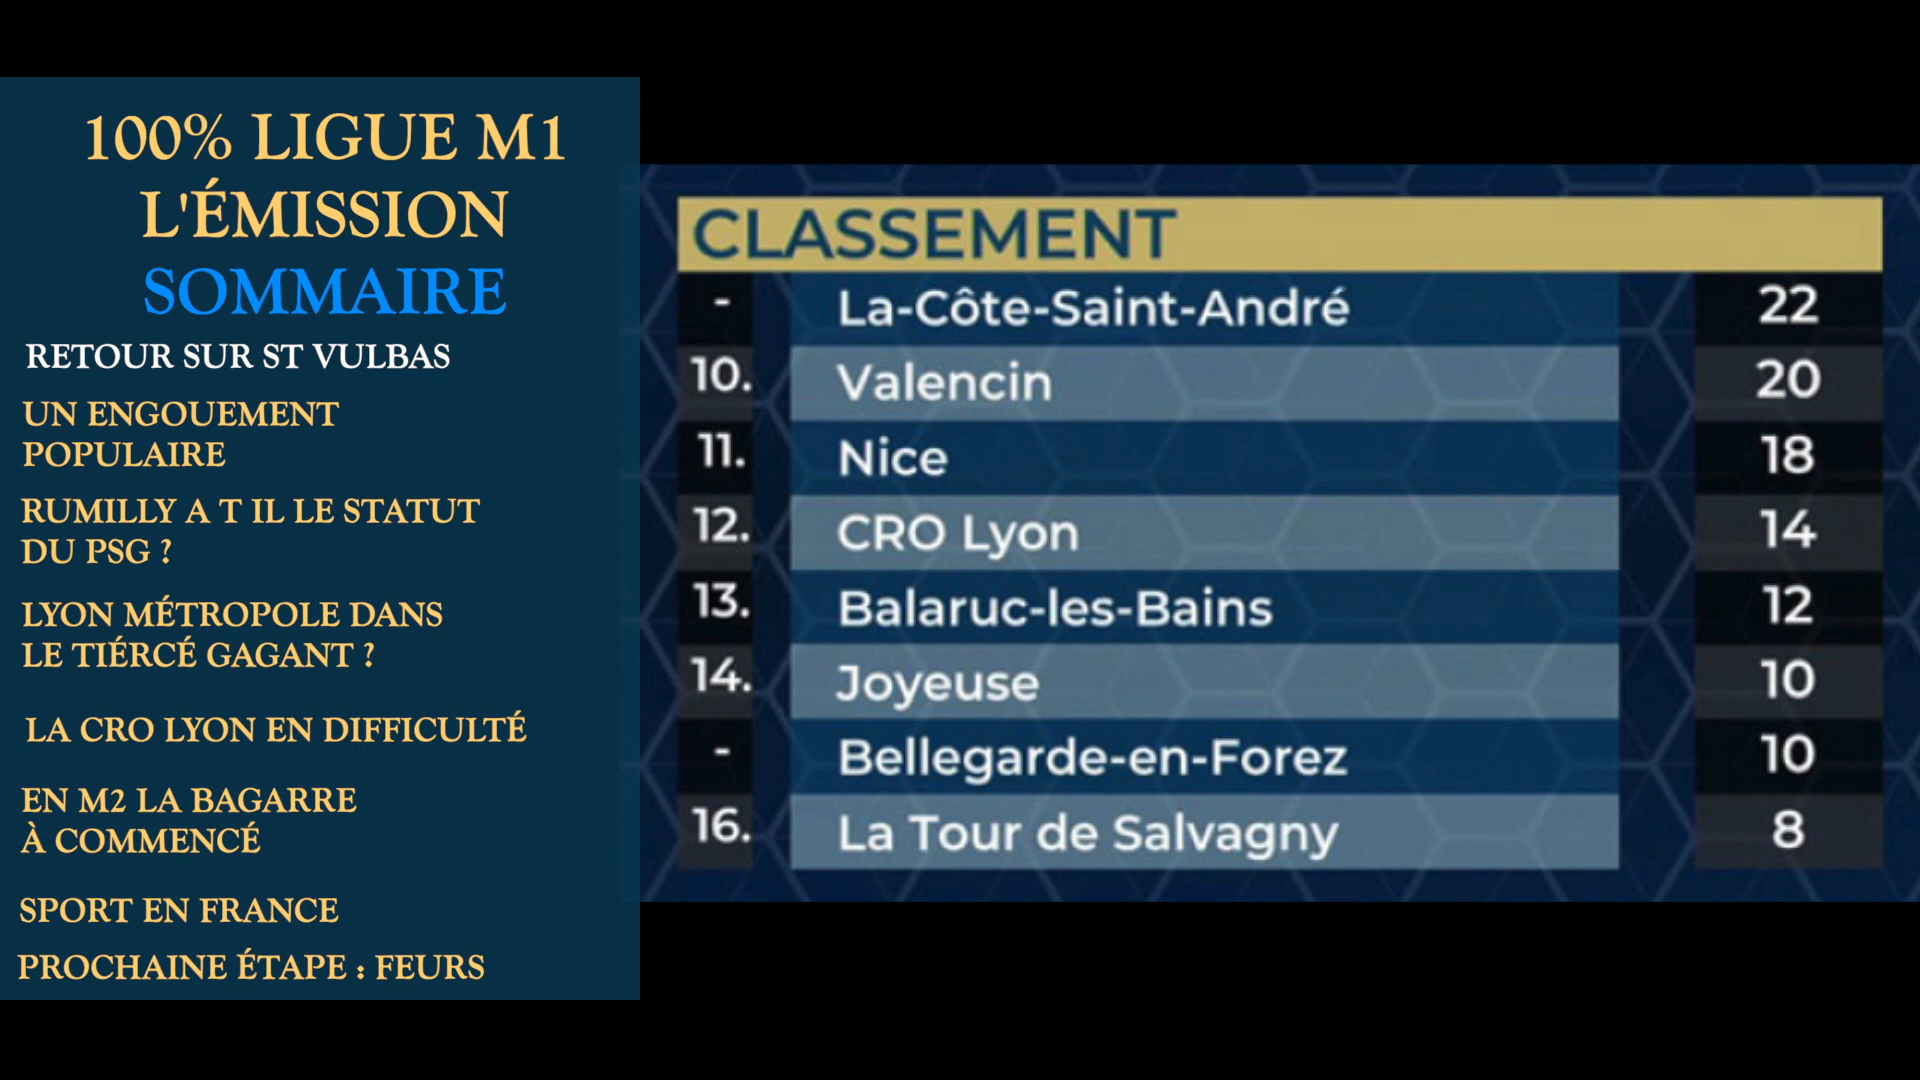 100% LIGUE M1
L'ÉMISSION
SOMMAIRE
RETOUR SUR ST VULBAS
UN ENGOUEMENT
POPULAIRE
RUMILLY A T IL LE STATUT
DU PSG ?
LYON MÉTROPOLE DANS
LE TIÉRCÉ GAGANT ?
LA CRO LYON EN DIFFICULTÉ
EN M2 LA BAGARRE
À COMMENCÉ
SPORT EN FRANCE
PROCHAINE ÉTAPE : FEURS
CLASSEMENT
- La-Côte-Saint-André 22
10. Valencin 20
11. Nice 18
12. CRO Lyon 14
13. Balaruc-les-Bains 12
14. Joyeuse 10
- Bellegarde-en-Forez 10
16. La Tour de Salvagny 8